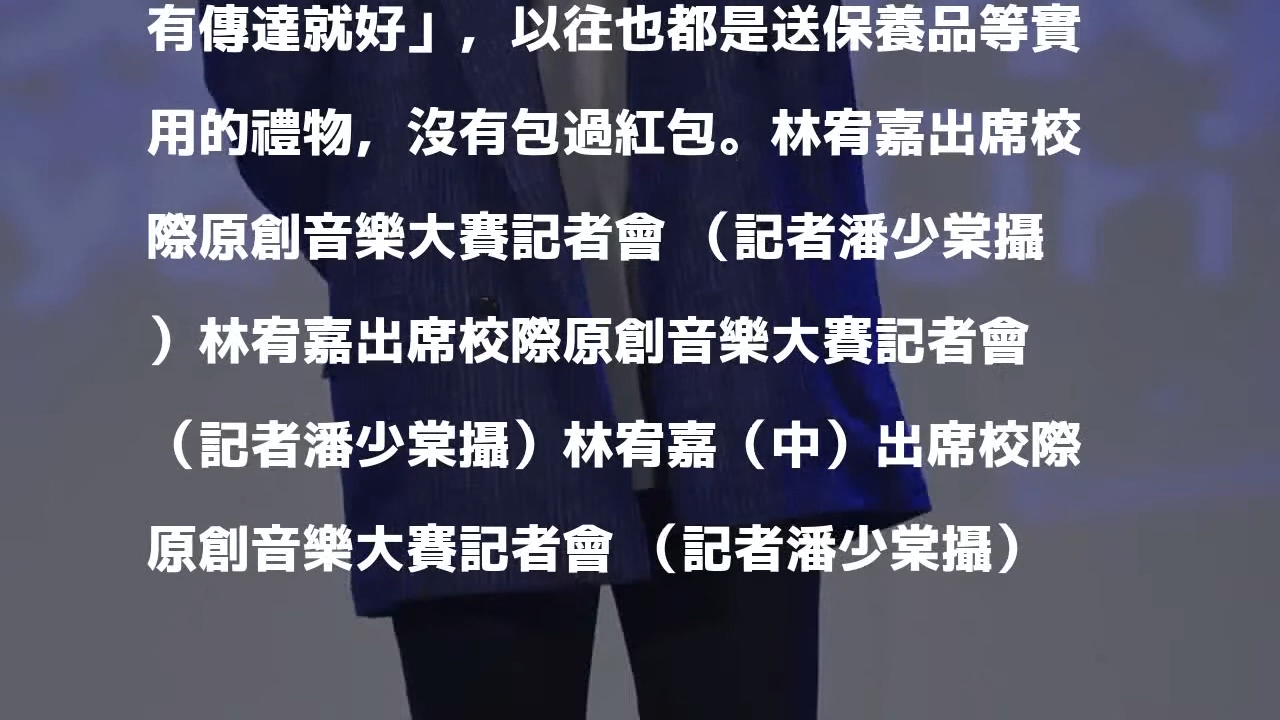 有傳達就好」，以往也都是送保養品等實
用的禮物，沒有包過紅包。林宥嘉出席校
際原創音樂大賽記者會 （記者潘少棠攝
）林宥嘉出席校際原創音樂大賽記者會
（記者潘少棠攝）林宥嘉（中）出席校際
原創音樂大賽記者會 （記者潘少棠攝）